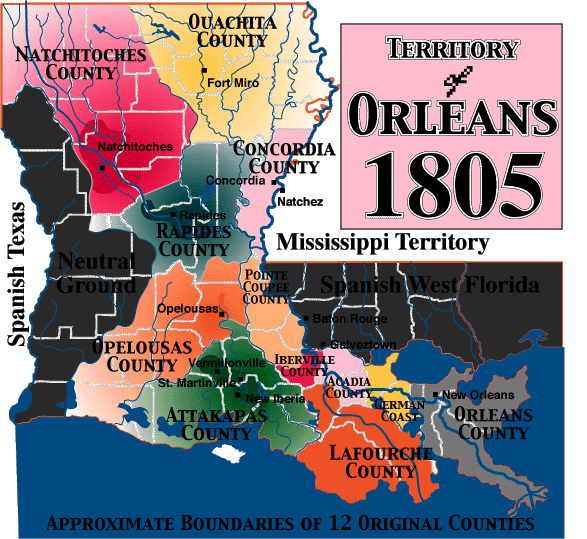 Ouachita
County
Natchitoches
County
Fort Miro
Territory
of
Orleans
1805
Natchitoches
Concordia
County
Concordia
Natchez
Rapides
Rapides
County
Mississippi Territory
Spanish Texas
Neutral
Ground
Pointe
Coupee
County
Spanish West Florida
Opelousas
Baton Rouge
Galveztown
Opelousas
County
Vermilionville
Iberville
County
St. Martinville
Acadia
County
New Iberia
New Orleans
German
Coast
Attakapas
County
Orleans
County
Lafourche
County
Approximate Boundaries of 12 Original Counties